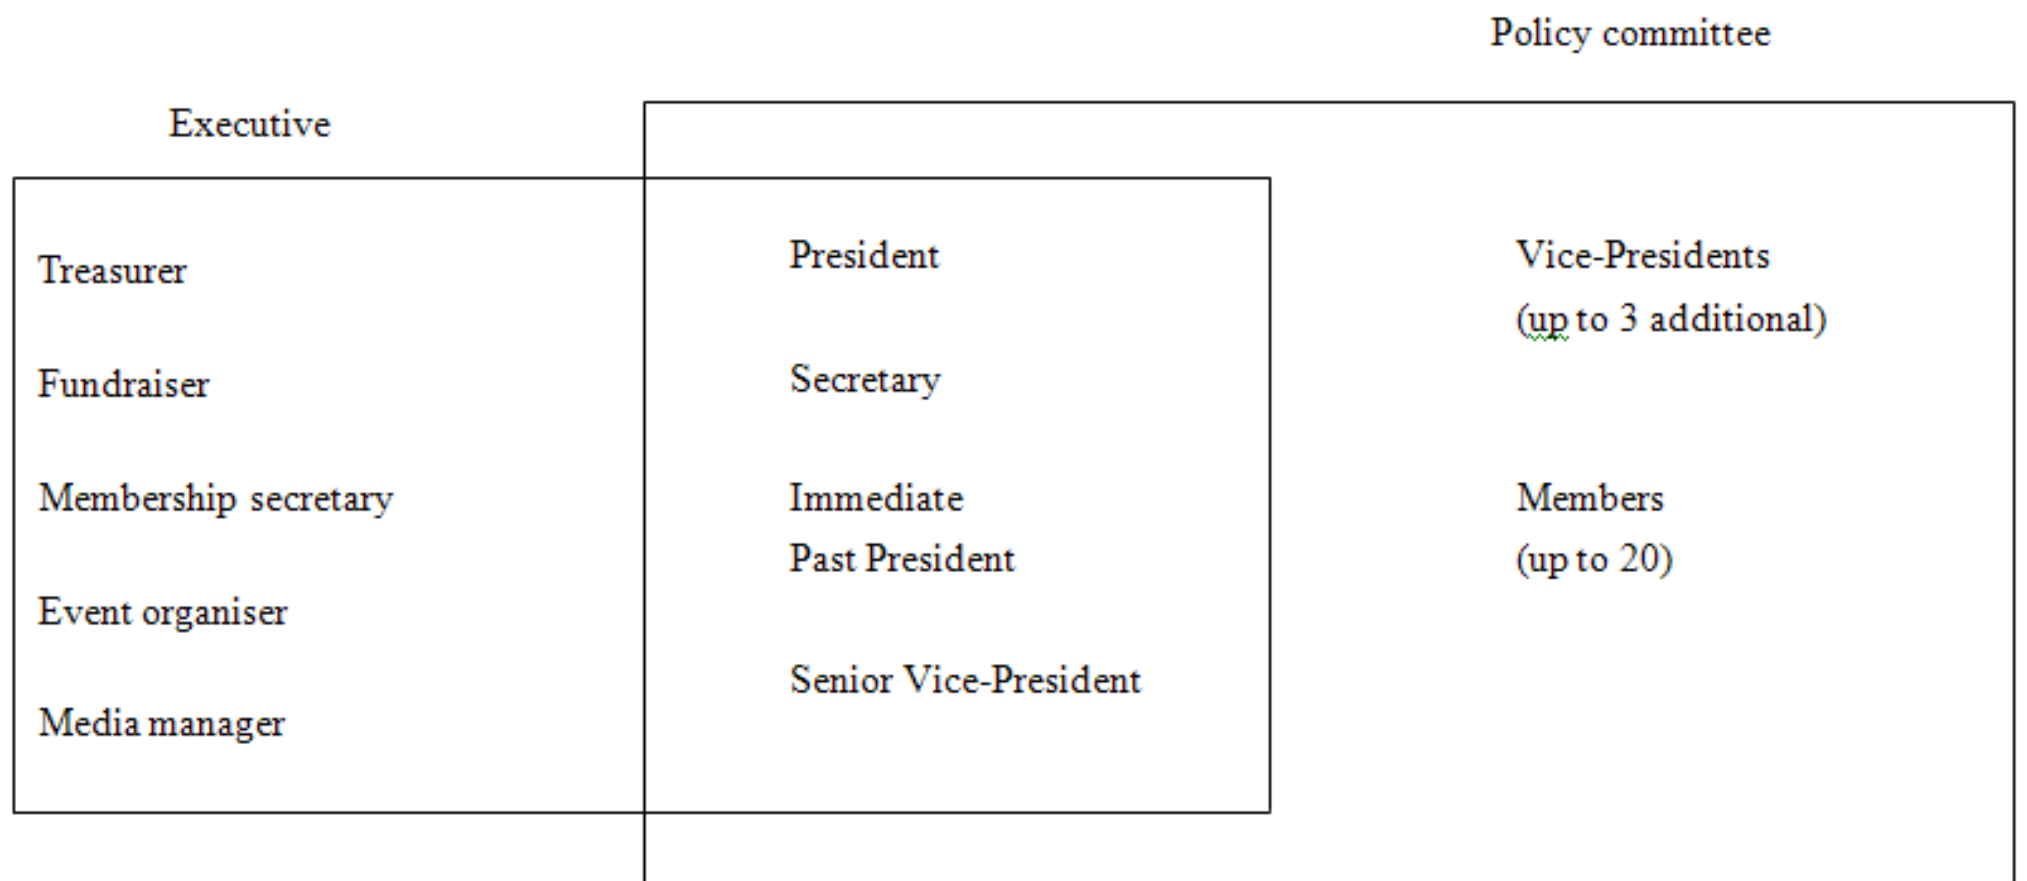 Policy committee
Executive
Treasurer
Fundraiser
Membership secretary
Event organiser
Media manager
President
Secretary
Immediate
Past President
Senior Vice-President
Vice-Presidents
(up to 3 additional)
Members
(up to 20)